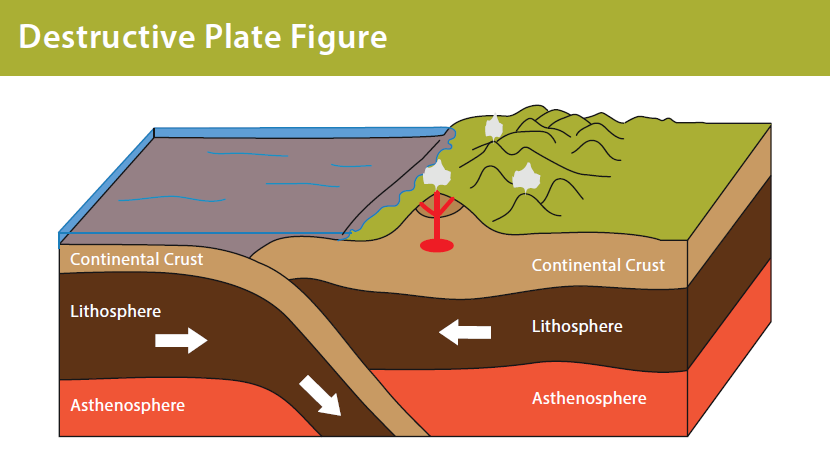 Destructive Plate Figure
Continental Crust
Lithosphere
Asthenosphere
Continental Crust
Lithosphere
Asthenosphere